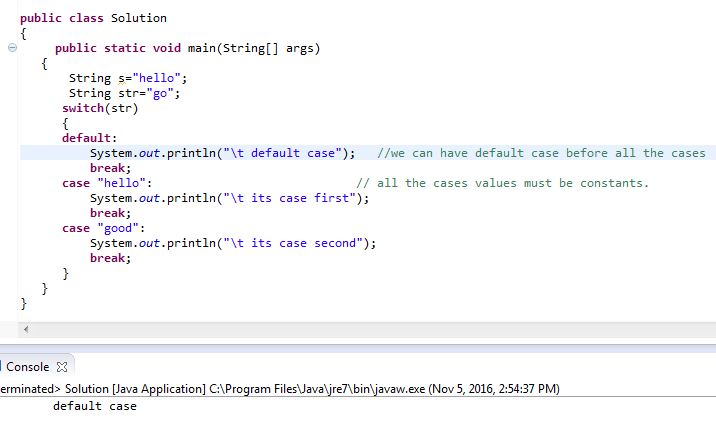 public class Solution
{
public static void main(String[] args)
{
String s="hello";
String str="go";
switch(str)
{
default:
System.out.println("\t default case");   //we can have default case before all the cases
break;
case "hello":   // all the cases values must be constants.
System.out.println("\t its case first");
break;
case "good":
System.out.println("\t its case second");
break;
}
}
}
Console
erminated> Solution [Java Application] C:\Program Files\Java\jre7\bin\javaw.exe (Nov 5, 2016, 2:54:37 PM)
default case